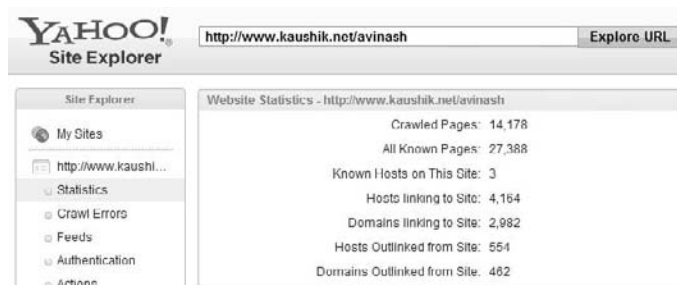 YAHOO!
Site Explorer
http://www.kaushik.net/avinash
Explore URL
Site Explorer
My Sites
http://www.kaushi...
Statistics
Crawl Errors
Feeds
Authentication
Actions
Website Statistics - http://www.kaushik.net/avinash
Crawled Pages: 14,178
All Known Pages: 27,388
Known Hosts on This Site: 3
Hosts linking to Site: 4,164
Domains linking to Site: 2,982
Hosts Outlinked from Site: 554
Domains Outlinked from Site: 462